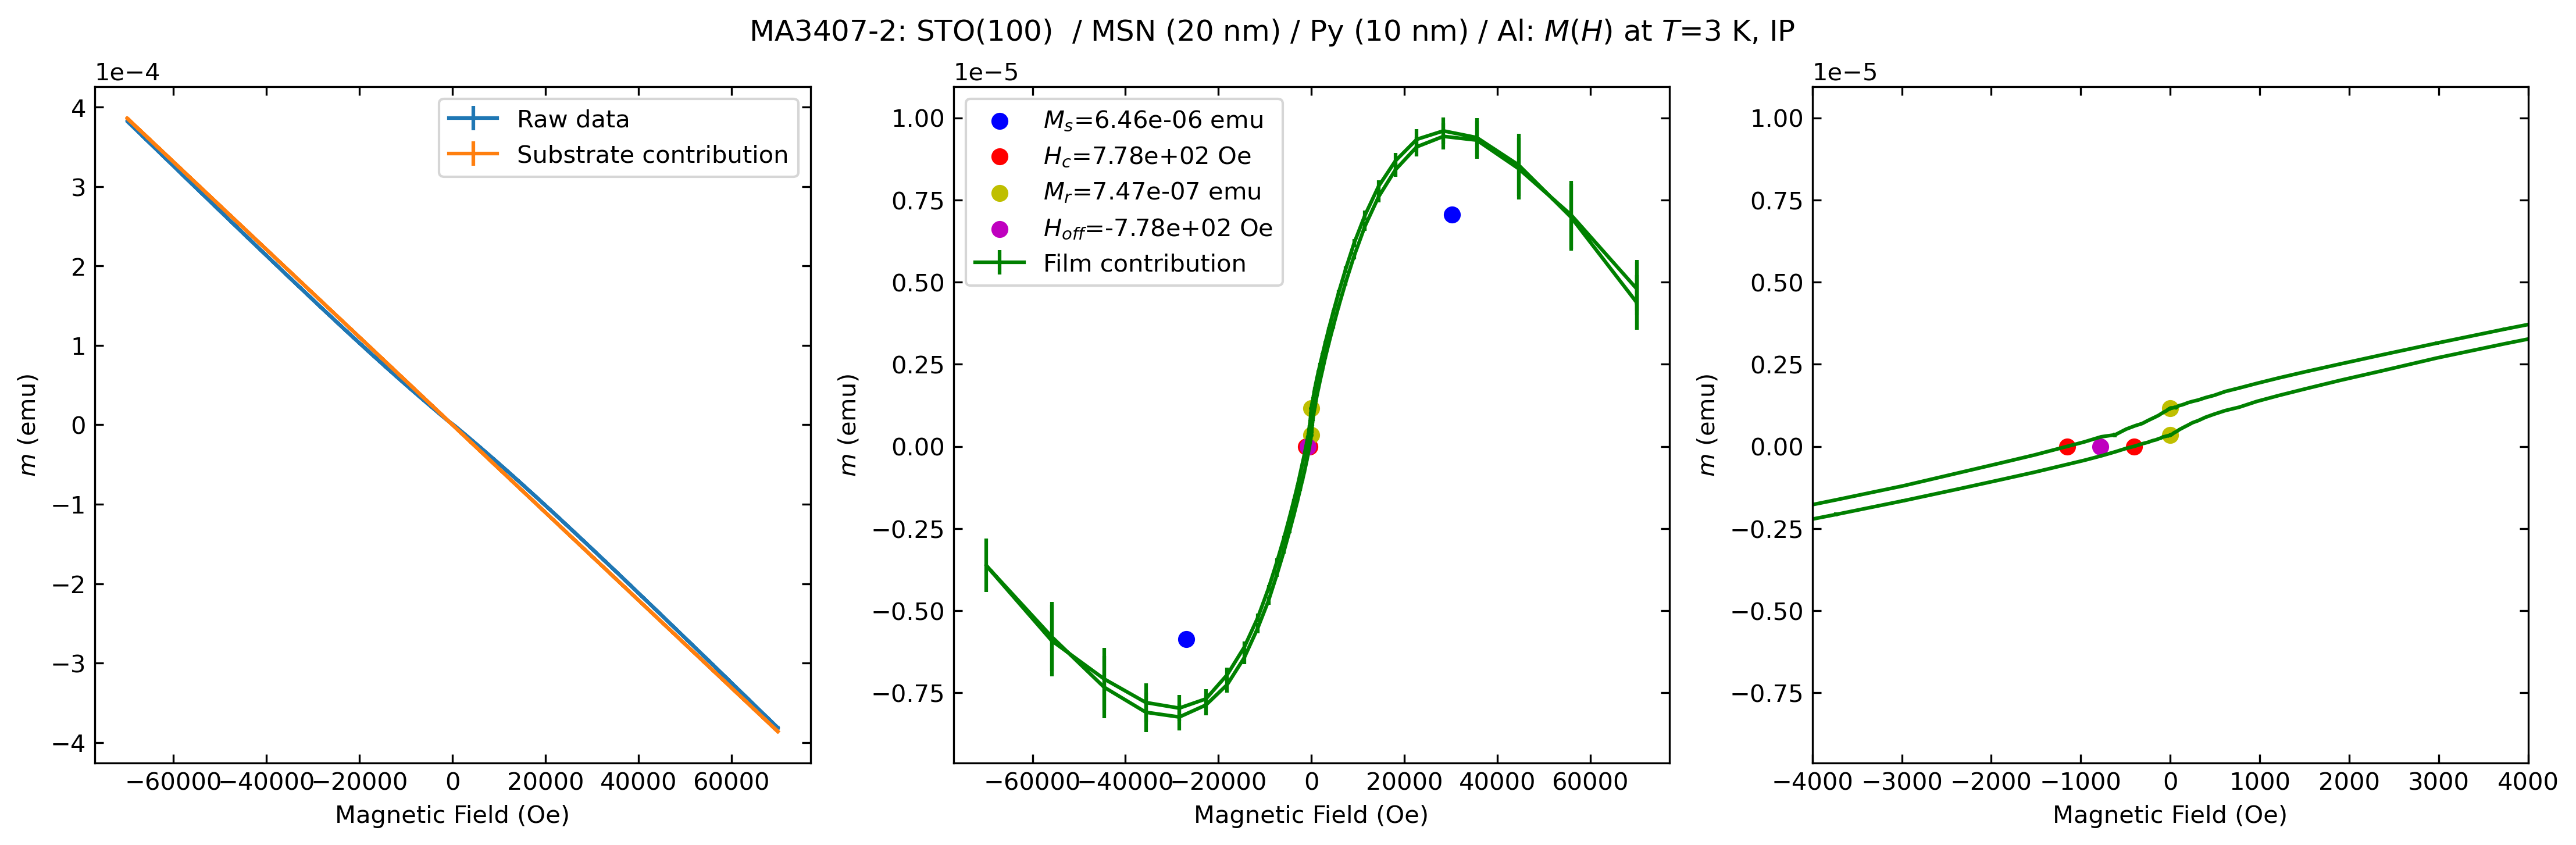 MA3407-2: STO(100) / MSN (20 nm) / Py (10 nm) / Al: M(H) at T=3 K, IP
1e−4
4
3
2
1
0
−1
−2
−3
−4
m (emu)
Raw data
Substrate contribution
−60000 −40000 −20000 0 20000 40000 60000
Magnetic Field (Oe)
1e−5
1.00
0.75
0.50
0.25
0.00
−0.25
−0.50
−0.75
m (emu)
Ms=6.46e-06 emu
Hc=7.78e+02 Oe
Mr=7.47e-07 emu
Hoff=-7.78e+02 Oe
Film contribution
−60000 −40000 −20000 0 20000 40000 60000
Magnetic Field (Oe)
1e−5
1.00
0.75
0.50
0.25
0.00
−0.25
−0.50
−0.75
m (emu)
−4000 −3000 −2000 −1000 0 1000 2000 3000 4000
Magnetic Field (Oe)